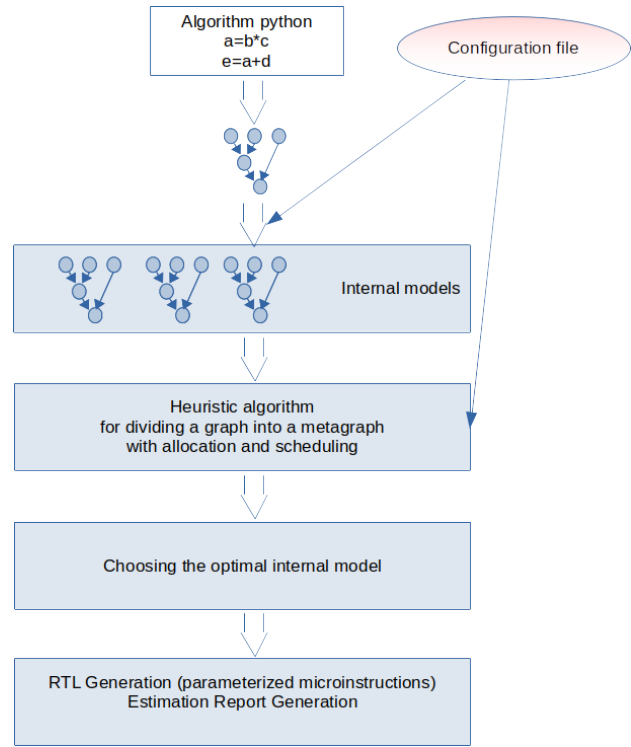 Algorithm python
a=b*c
e=a+d
Configuration file
Internal models
Heuristic algorithm
for dividing a graph into a metagraph
with allocation and scheduling
Choosing the optimal internal model
RTL Generation (parameterized microinstructions)
Estimation Report Generation